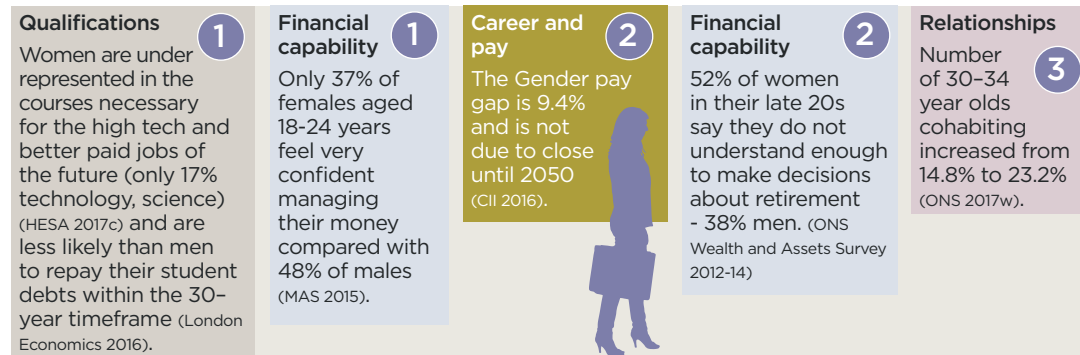 Qualifications
1
Women are under
represented in the
courses necessary
for the high tech and
better paid jobs of
the future (only 17%
technology, science)
(HESA 2017c) and are
less likely than men
to repay their student
debts within the 30–
year timeframe (London
Economics 2016).
Financial
capability
1
Only 37% of
females aged
18-24 years
feel very
confident
managing
their money
compared with
48% of males
(MAS 2015).
Career and
pay
2
The Gender pay
gap is 9.4%
and is not
due to close
until 2050
(CII 2016).
Financial
capability
2
52% of women
in their late 20s
say they do not
understand enough
to make decisions
about retirement
- 38% men. (ONS
Wealth and Assets Survey
2012-14)
Relationships
3
Number
of 30–34
year olds
cohabiting
increased from
14.8% to 23.2%
(ONS 2017w).